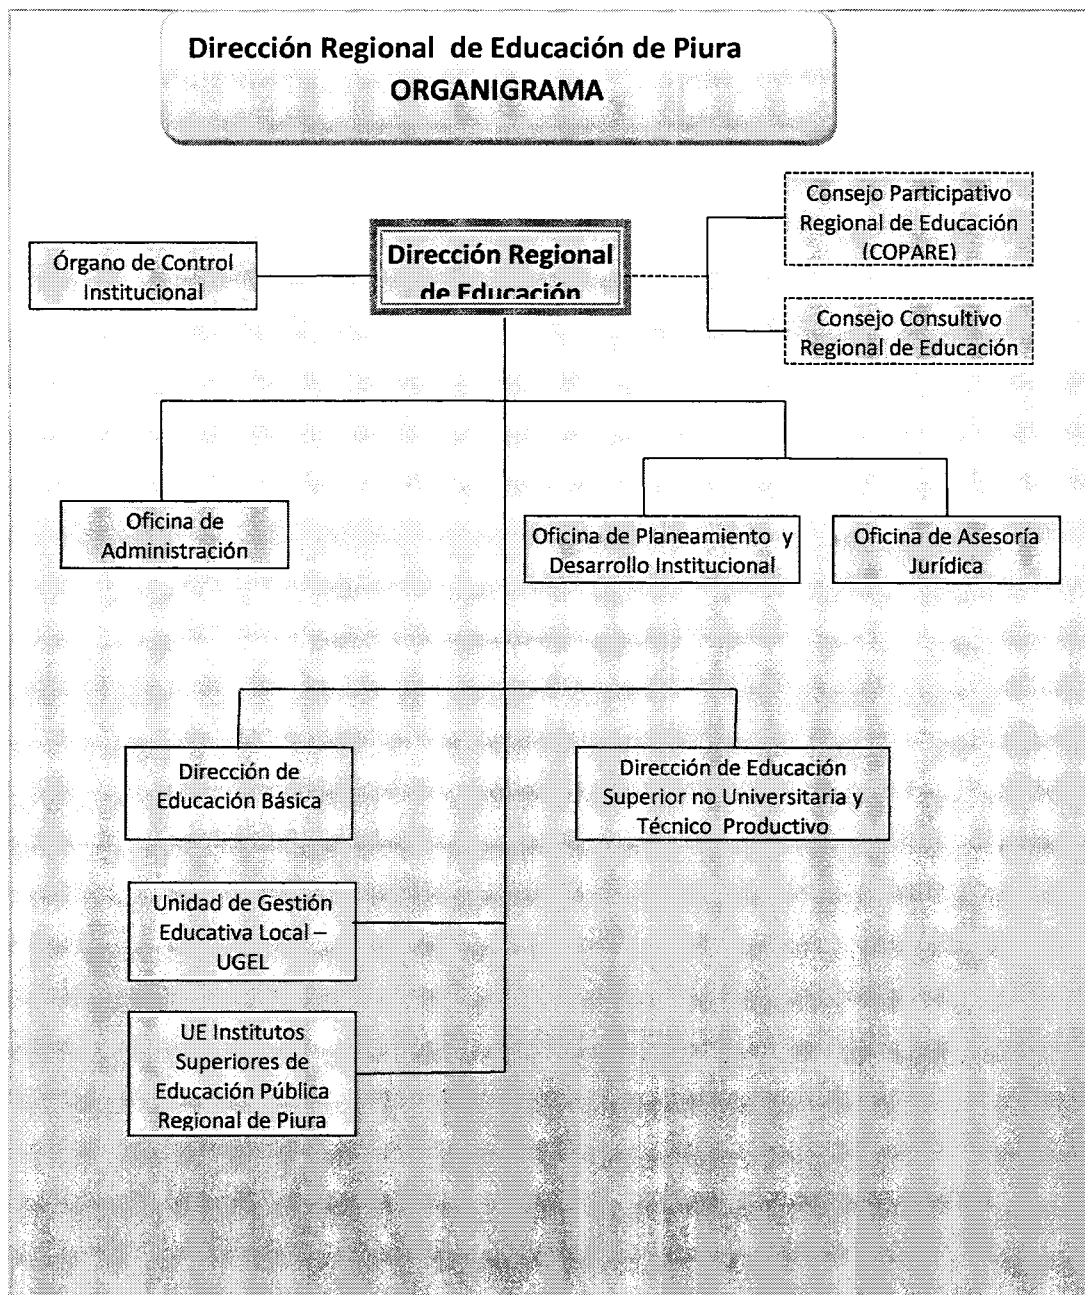 Dirección Regional de Educación de Piura
ORGANIGRAMA
Consejo Participativo
Regional de Educación
(COPARE)
Órgano de Control
Institucional
Dirección Regional
de Educación
Consejo Consultivo
Regional de Educación
Oficina de
Administración
Oficina de Planeamiento y
Desarrollo Institucional
Oficina de Asesoría
Jurídica
Dirección de
Educación Básica
Dirección de Educación
Superior no Universitaria y
Técnico Productivo
Unidad de Gestión
Educativa Local –
UGEL
UE Institutos
Superiores de
Educación Pública
Regional de Piura